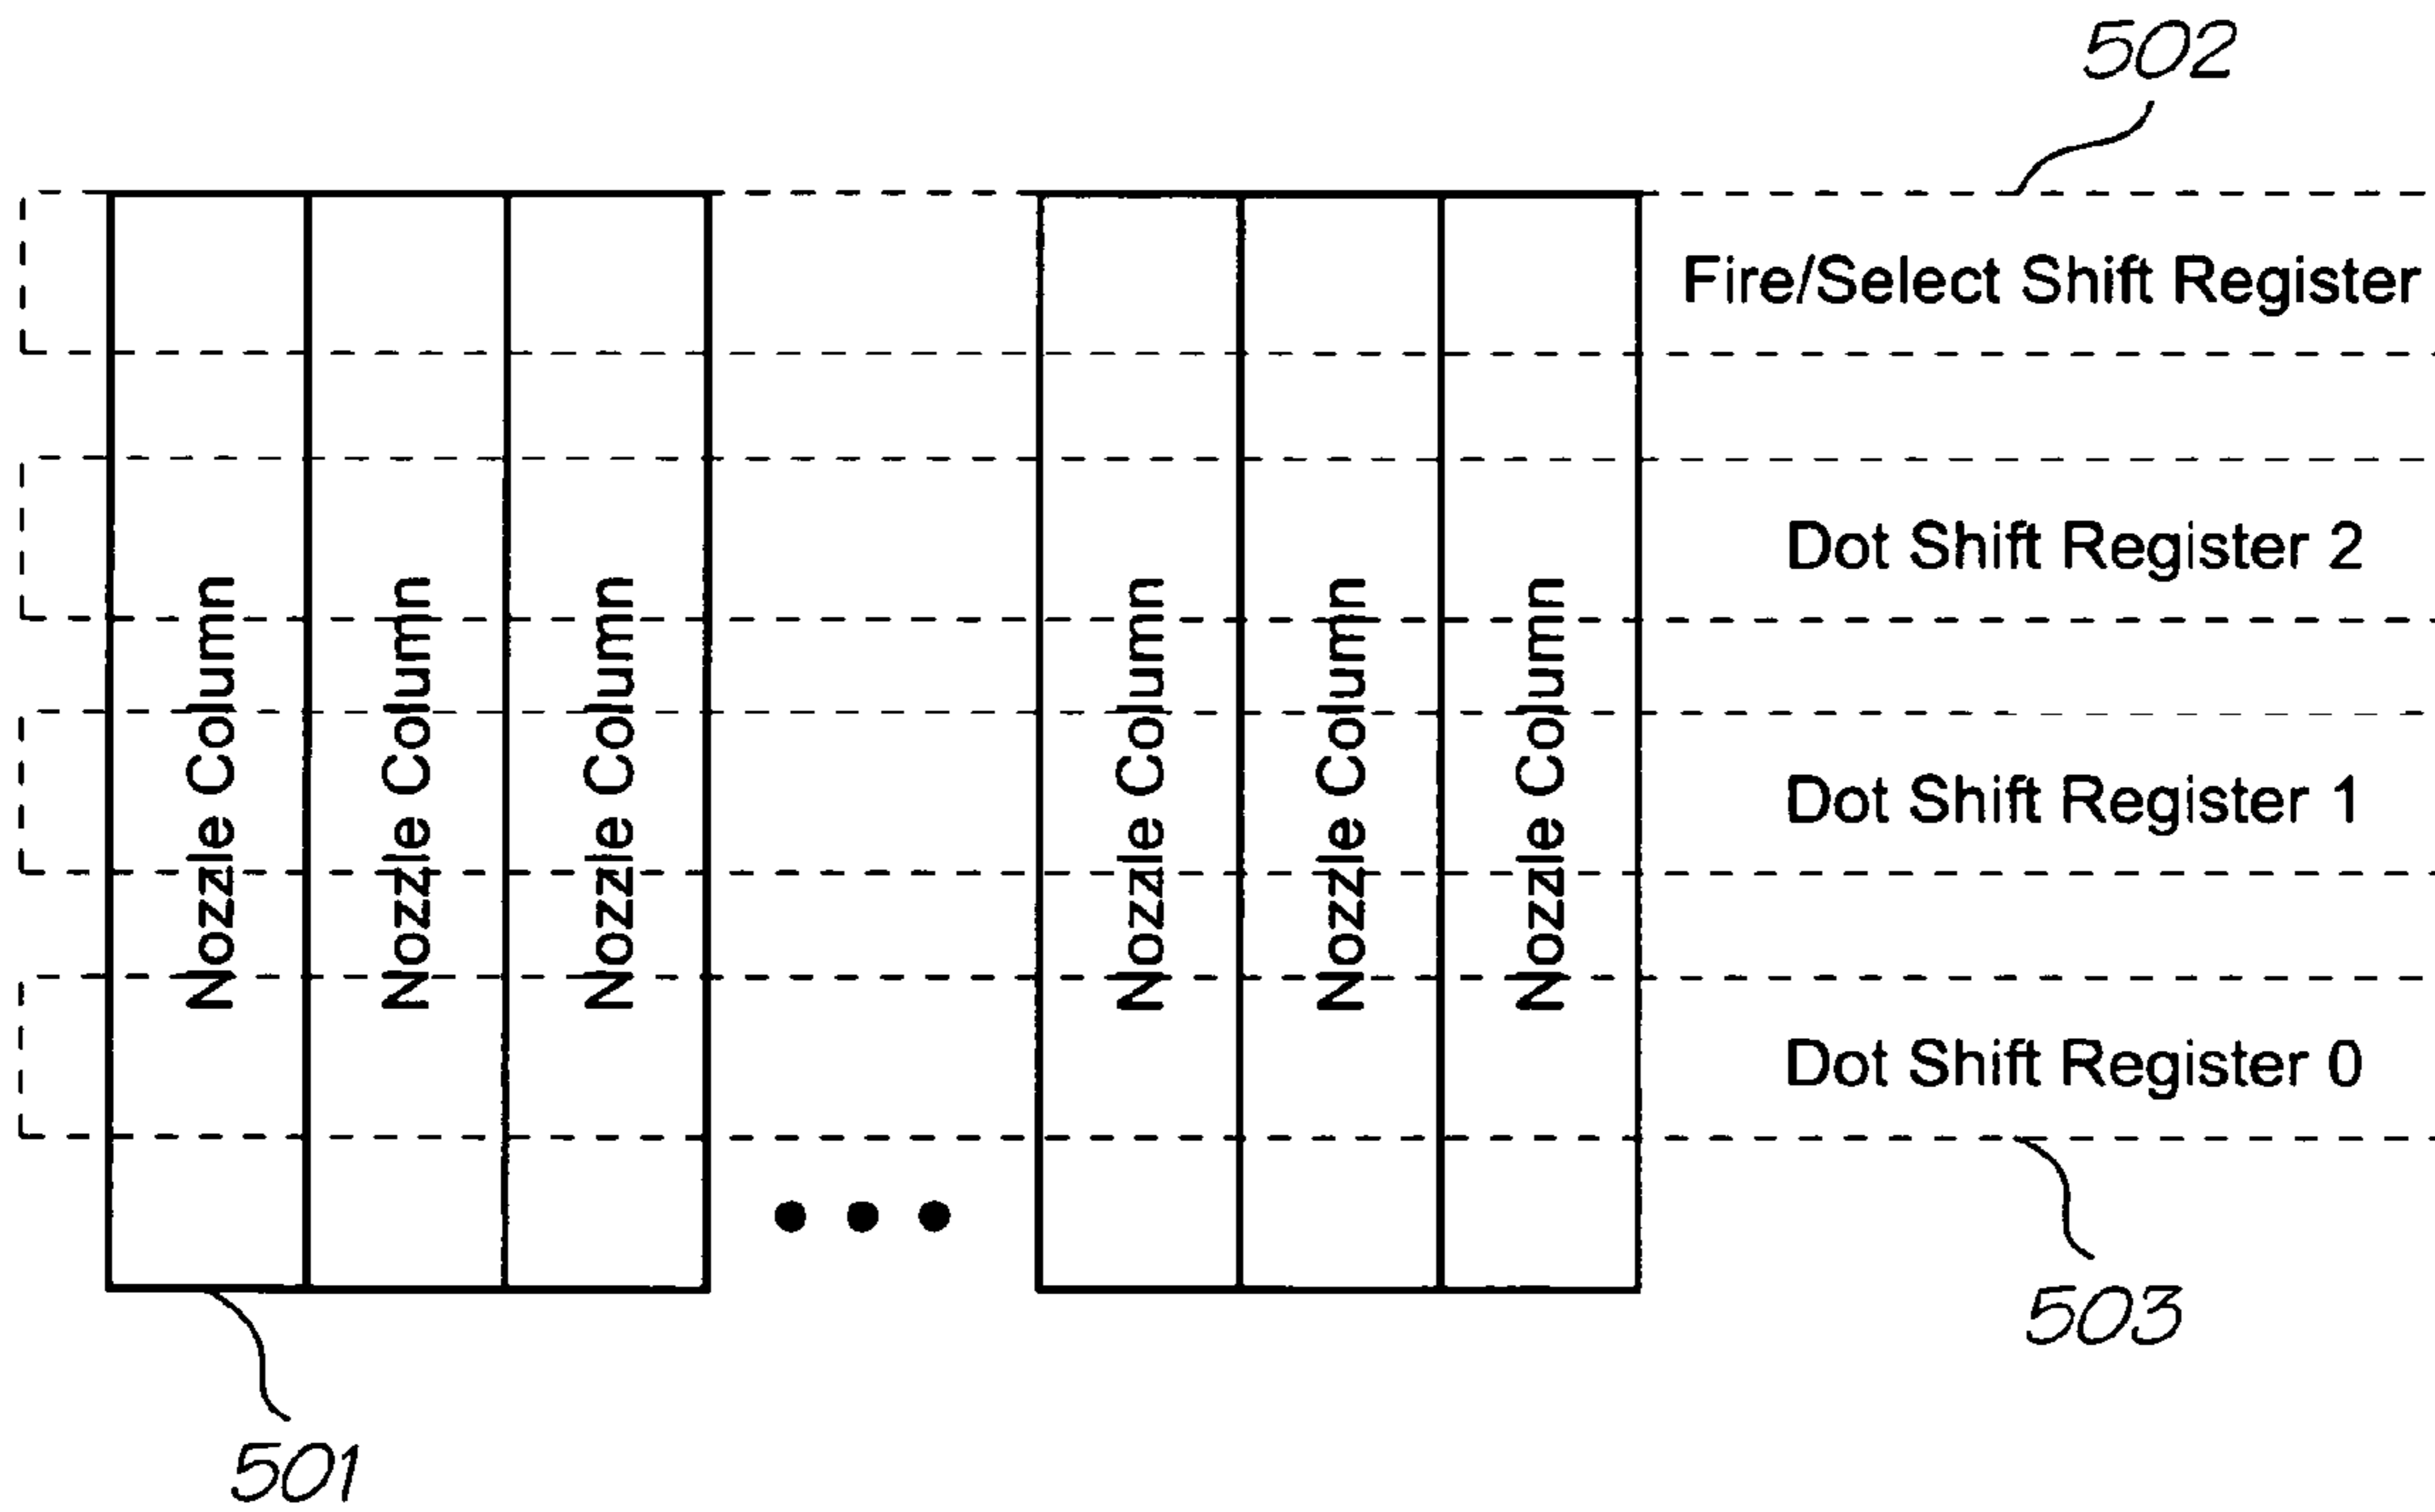 502
Fire/Select Shift Register
Dot Shift Register 2
Nozzle Column
Nozzle Column
Nozzle Column
Nozzle Column
Nozzle Column
Nozzle Column
Dot Shift Register 1
Dot Shift Register 0
503
501